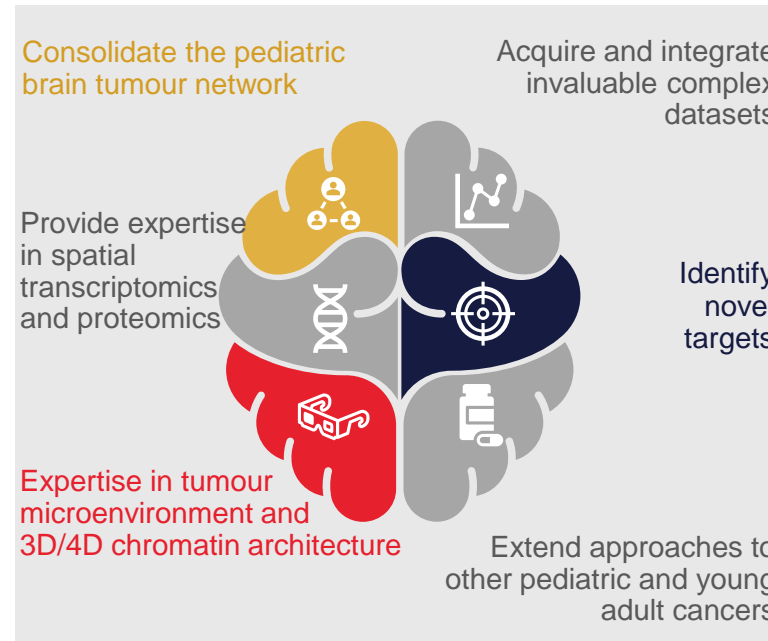 Consolidate the pediatric
brain tumour network
Acquire and integrate
invaluable complex
datasets
Provide expertise
in spatial
transcriptomics
and proteomics
Identify
novel
targets
Expertise in tumour
microenvironment and
3D/4D chromatin architecture
Extend approaches to
other pediatric and young
adult cancers